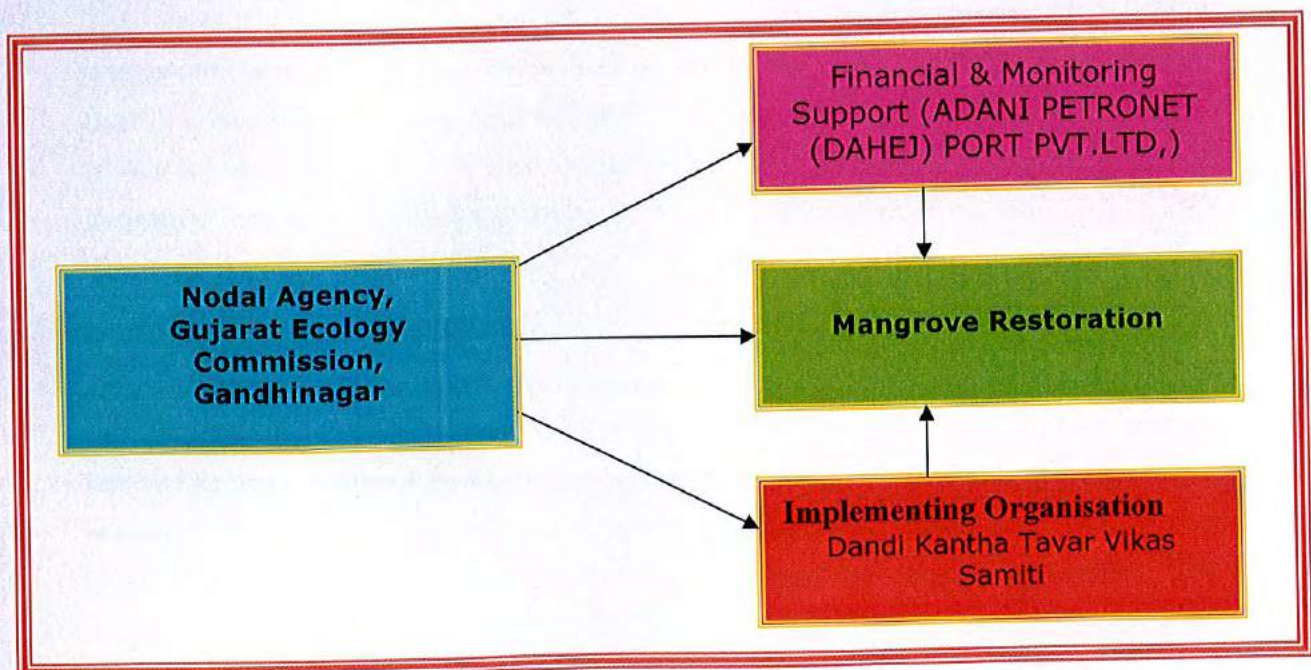 Financial & Monitoring
Support (ADANI PETRONET
(DAHEJ) PORT PVT.LTD,)
Nodal Agency,
Gujarat Ecology
Commission,
Gandhinagar
Mangrove Restoration
Implementing Organisation
Dandi Kantha Tavar Vikas
Samiti